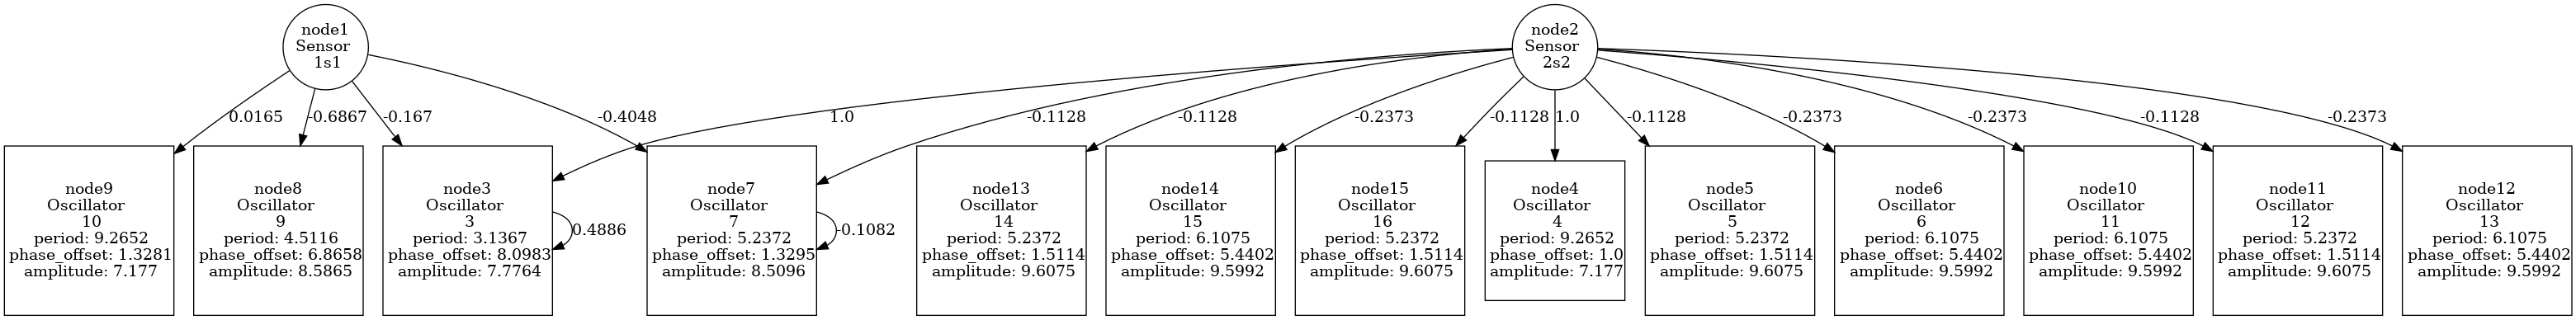 node1
Sensor
1s1
node2
Sensor
2s2
0.0165
-0.6867
-0.167
-0.4048
1.0
-0.1128
-0.1128
-0.2373
-0.1128
1.0
-0.1128
-0.2373
-0.2373
-0.1128
-0.2373
node9
Oscillator
10
period: 9.2652
phase_offset: 1.3281
amplitude: 7.177
node8
Oscillator
9
period: 4.5116
phase_offset: 6.8658
amplitude: 8.5865
node3
Oscillator
3
period: 3.1367
phase_offset: 8.0983
amplitude: 7.7764
0.4886
node7
Oscillator
7
period: 5.2372
phase_offset: 1.3295
amplitude: 8.5096
-0.1082
node13
Oscillator
14
period: 5.2372
phase_offset: 1.5114
amplitude: 9.6075
node14
Oscillator
15
period: 6.1075
phase_offset: 5.4402
amplitude: 9.5992
node15
Oscillator
16
period: 5.2372
phase_offset: 1.5114
amplitude: 9.6075
node4
Oscillator
4
period: 9.2652
phase_offset: 1.0
amplitude: 7.177
node5
Oscillator
5
period: 5.2372
phase_offset: 1.5114
amplitude: 9.6075
node6
Oscillator
6
period: 6.1075
phase_offset: 5.4402
amplitude: 9.5992
node10
Oscillator
11
period: 6.1075
phase_offset: 5.4402
amplitude: 9.5992
node11
Oscillator
12
period: 5.2372
phase_offset: 1.5114
amplitude: 9.6075
node12
Oscillator
13
period: 6.1075
phase_offset: 5.4402
amplitude: 9.5992